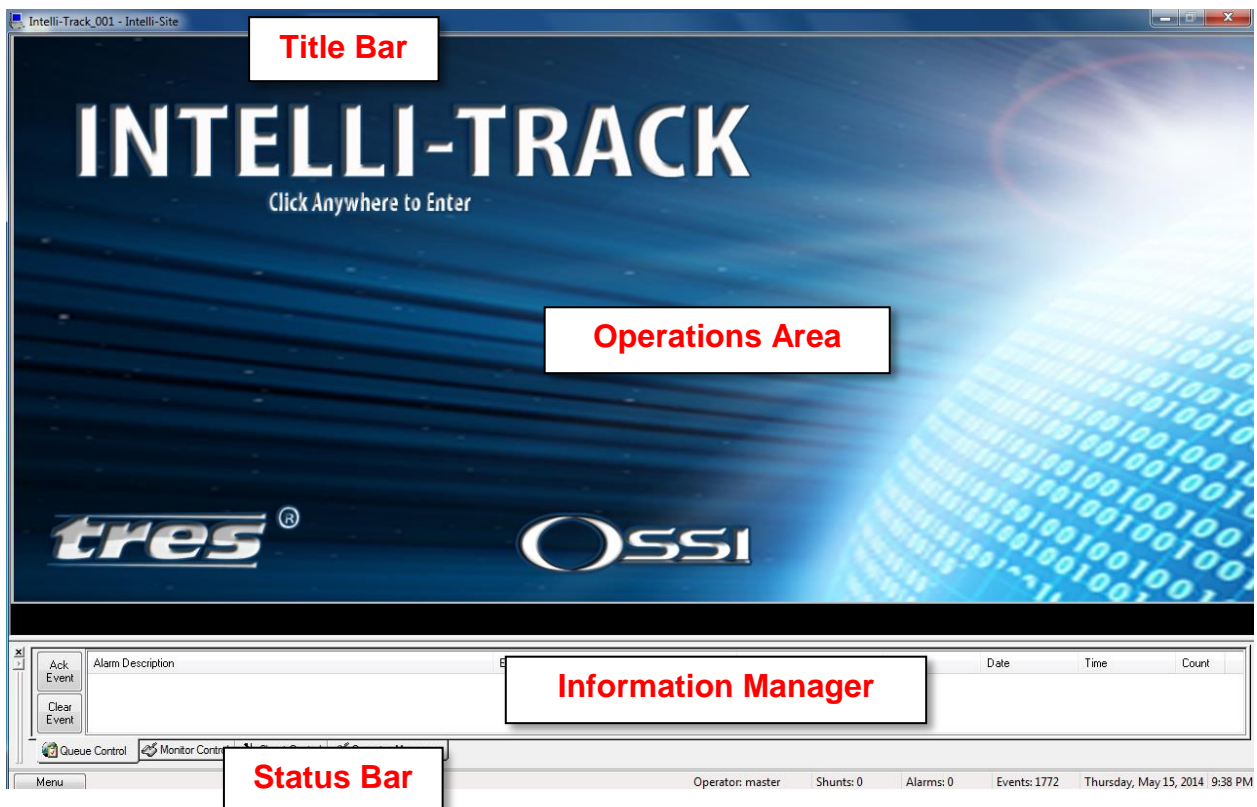 Intelli-Track_001 - Intelli-Site
Title Bar
INTELLI-TRACK
Click Anywhere to Enter
Operations Area
tres ®
OSSI
Ack Event
Alarm Description
Date
Time
Count
Information Manager
Clear Event
Queue Control
Monitor Control
Status Bar
Menu
Operator: master
Shunts: 0
Alarms: 0
Events: 1772
Thursday, May 15, 2014
9:38 PM